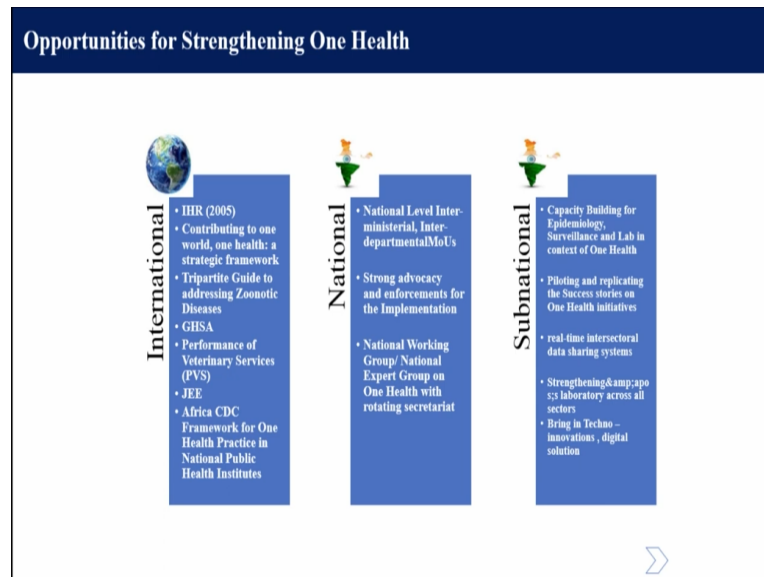 Opportunities for Strengthening One Health
International
• IHR (2005)
• Contributing to one
world, one health: a
strategic framework
• Tripartite Guide to
addressing Zoonotic
Diseases
• GHSA
• Performance of
Veterinary Services
(PVS)
• JEE
• Africa CDC
Framework for One
Health Practice in
National Public
Health Institutes
National
• National Level Inter-
ministerial, Inter-
departmentalMoUs
• Strong advocacy
and enforcements for
the Implementation
• National Working
Group/ National
Expert Group on
One Health with
rotating secretariat
Subnational
• Capacity Building for
Epidemiology,
Surveillance and Lab in
context of One Health
• Piloting and replicating
the Success stories on
One Health initiatives
• real-time intersectoral
data sharing systems
• Strengthening&amp;apo
s;s laboratory across all
sectors
• Bring in Techno –
innovations , digital
solution